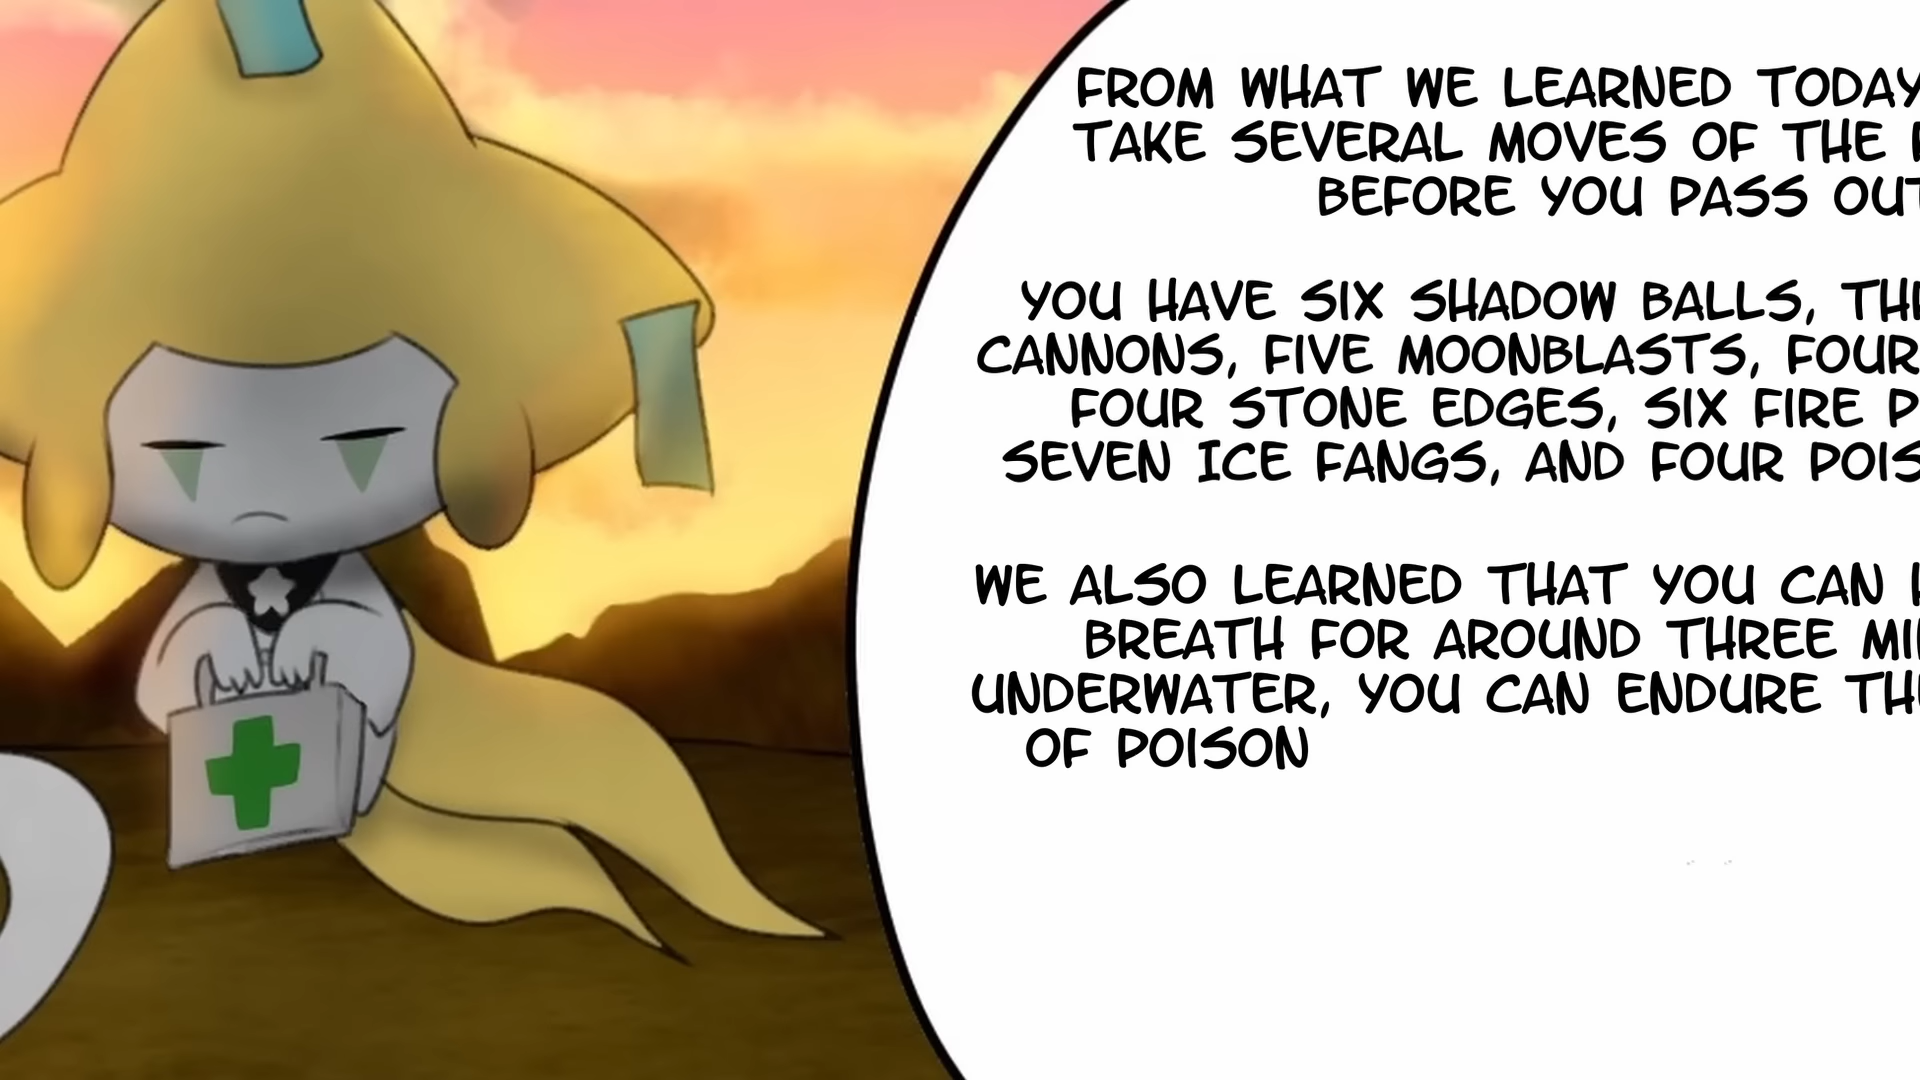 FROM WHAT WE LEARNED TODAY
TAKE SEVERAL MOVES OF THE
BEFORE YOU PASS OUT
YOU HAVE SIX SHADOW BALLS,
CANNONS, FIVE MOONBLASTS, FOUR
FOUR STONE EDGES, SIX FIRE
SEVEN ICE FANGS, AND FOUR
WE ALSO LEARNED THAT YOU CAN
BREATH FOR AROUND THREE
UNDERWATER, YOU CAN ENDURE
OF POISON